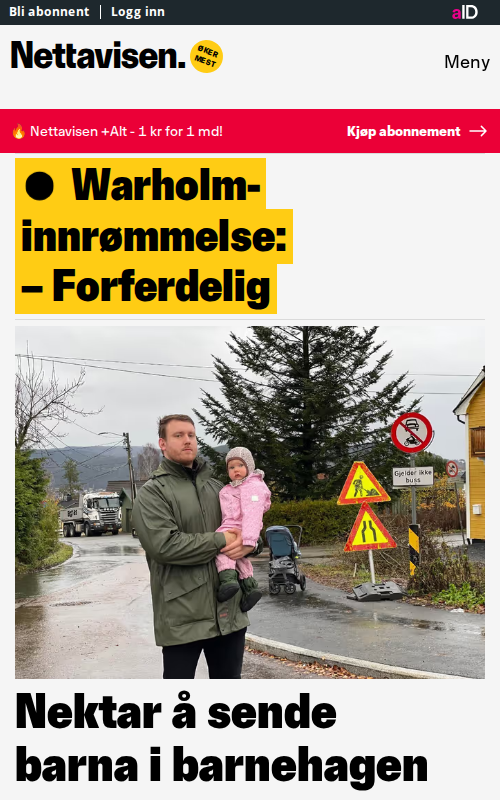 Bli abonnent | Logg inn
aID
Nettavisen.
ØKER
MEST
Meny
🔥 Nettavisen +Alt - 1 kr for 1 md!
Kjøp abonnement →
● Warholm-
innrømmelse:
– Forferdelig
Gjelder ikke
buss
Nektar å sende
barna i barnehagen